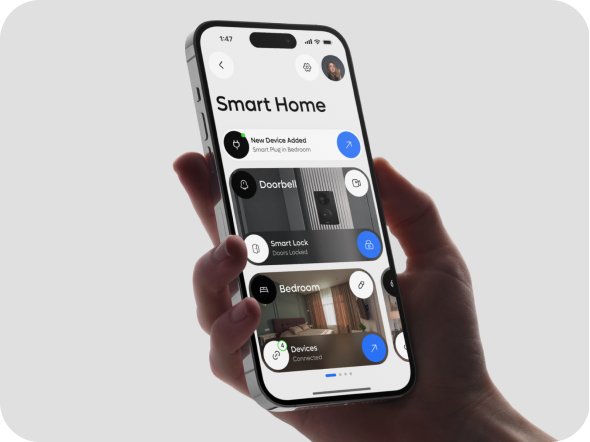 1:47
Smart Home
New Device Added
Smart Plug in Bedroom
Doorbell
Smart Lock
Doors Locked
Bedroom
4
Devices
Connected